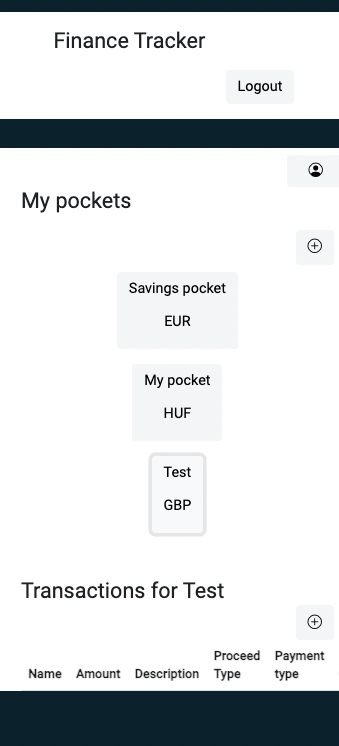 Finance Tracker
Logout
My pockets
Savings pocket
EUR
My pocket
HUF
Test
GBP
Transactions for Test
Name Amount Description Proceed Type Payment type